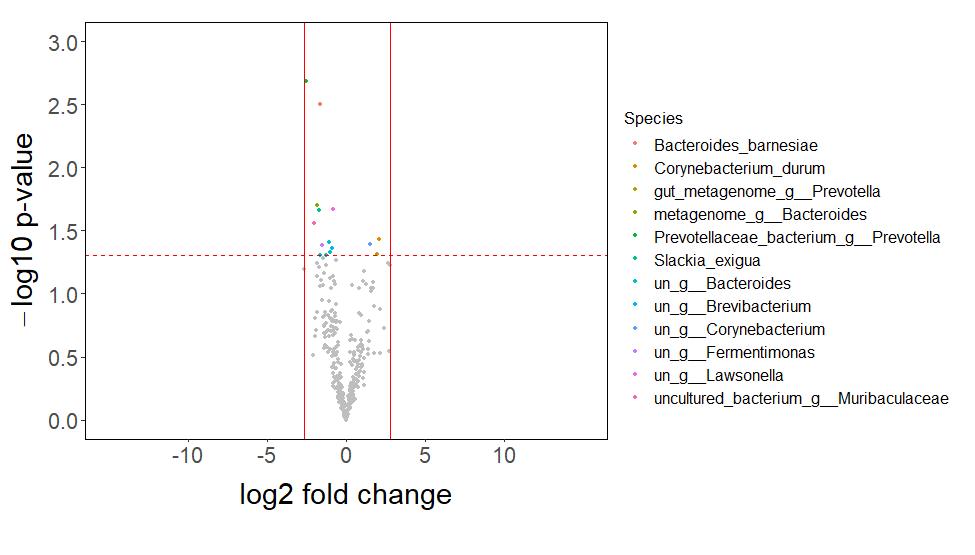 3.0
2.5
2.0
1.5
1.0
0.5
0.0
−log10 p-value
-10
-5
0
5
10
log2 fold change
Species
Bacteroides_barnesiae
Corynebacterium_durum
gut_metagenome_g__Prevotella
metagenome_g__Bacteroides
Prevotellaceae_bacterium_g__Prevotella
Slackia_exigua
un_g__Bacteroides
un_g__Brevibacterium
un_g__Corynebacterium
un_g__Fermentimonas
un_g__Lawsonella
uncultured_bacterium_g__Muribaculaceae